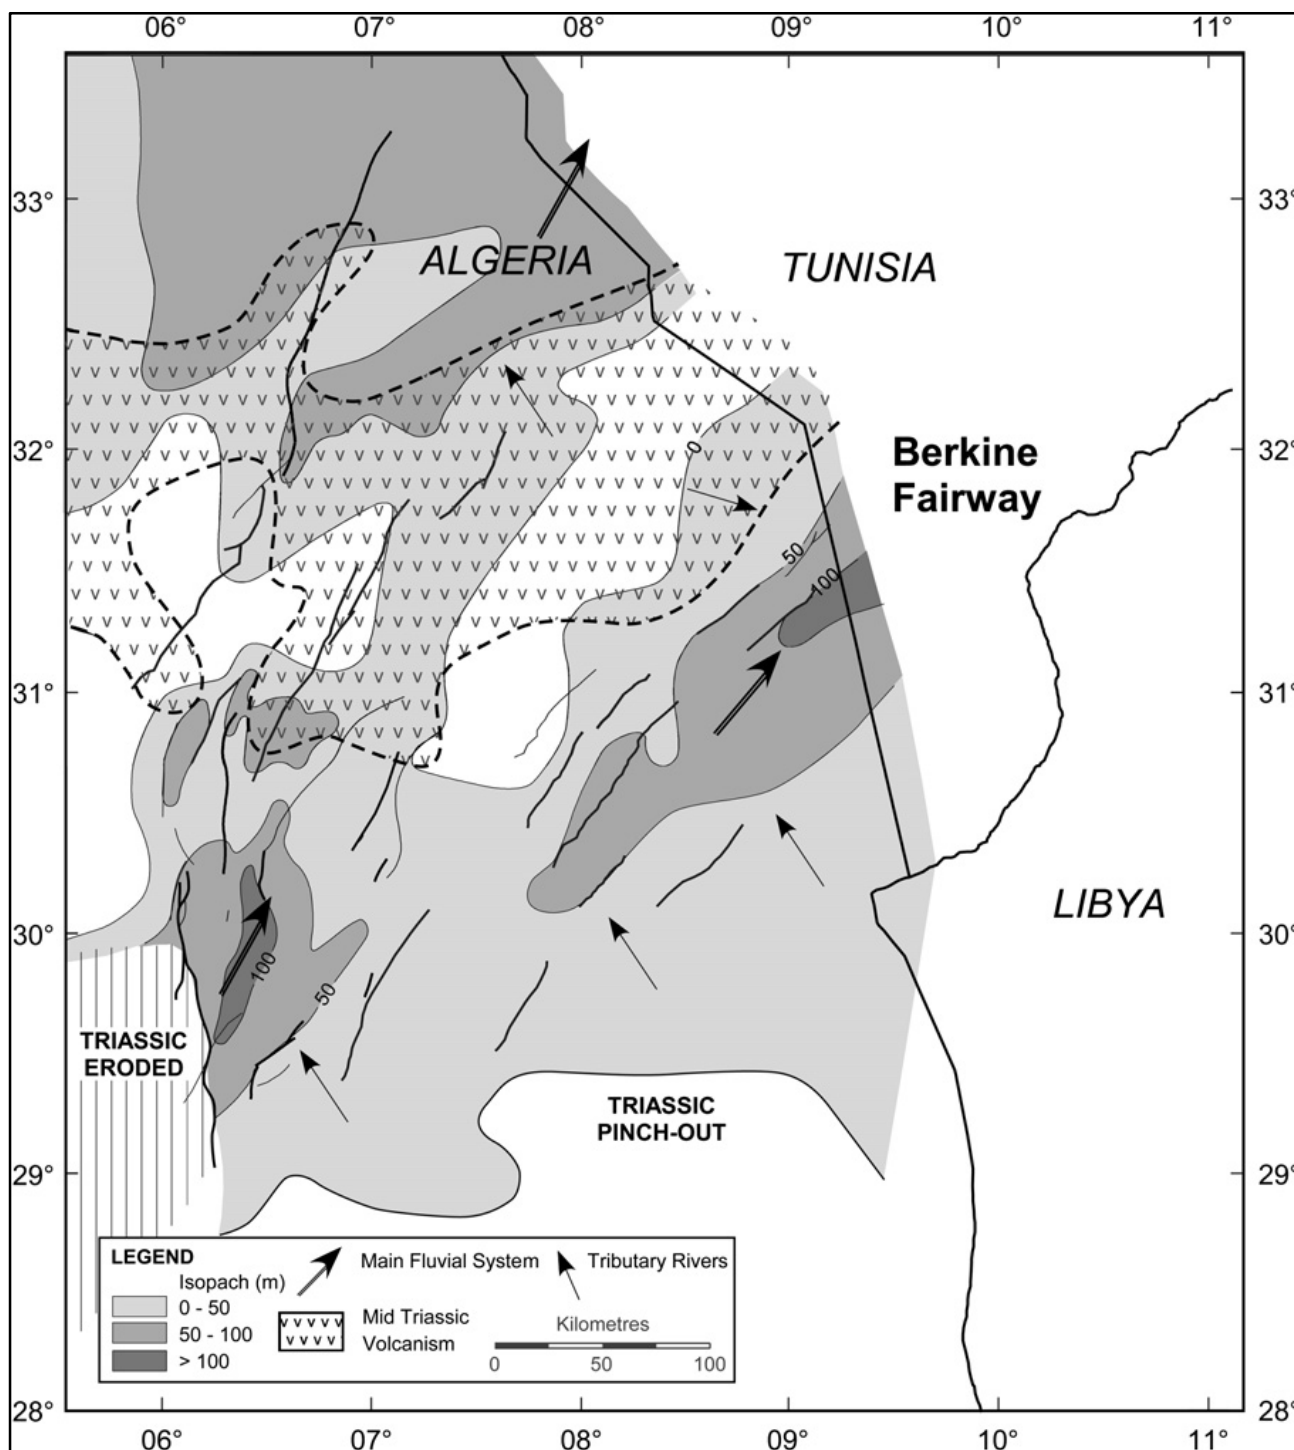 06° 07° 08° 09° 10° 11°
33° 33°
ALGERIA TUNISIA
32° 32°
0
Berkine
Fairway
50
100
31° 31°
LIBYA
30° 30°
100
50
TRIASSIC
ERODED
TRIASSIC
PINCH-OUT
29° 29°
LEGEND
Isopach (m)
0 - 50
50 - 100
> 100
Main Fluvial System
Tributary Rivers
Mid Triassic
Volcanism
Kilometres
0 50 100
28° 28°
06° 07° 08° 09° 10° 11°